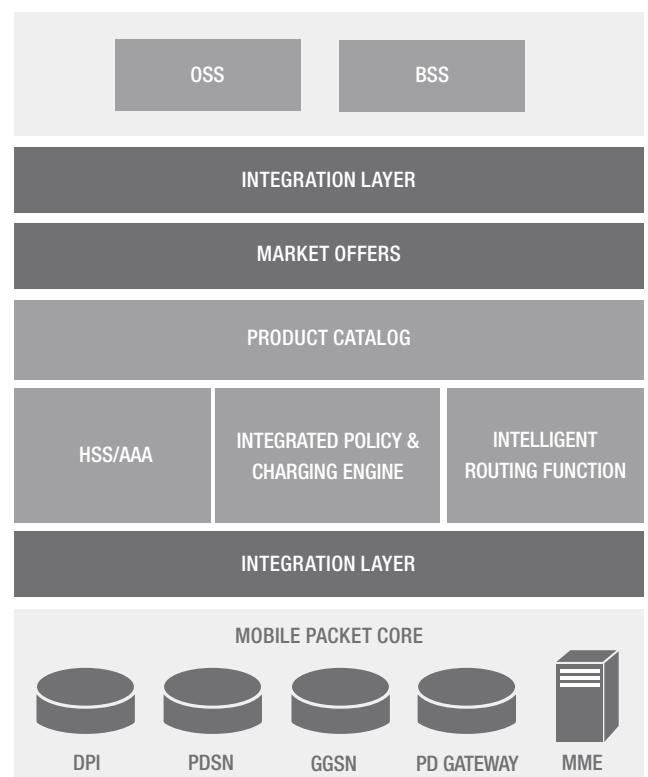 OSS
BSS
INTEGRATION LAYER
MARKET OFFERS
PRODUCT CATALOG
HSS/AAA
INTEGRATED POLICY &
CHARGING ENGINE
INTELLIGENT
ROUTING FUNCTION
INTEGRATION LAYER
MOBILE PACKET CORE
DPI
PDSN
GGSN
PD GATEWAY
MME